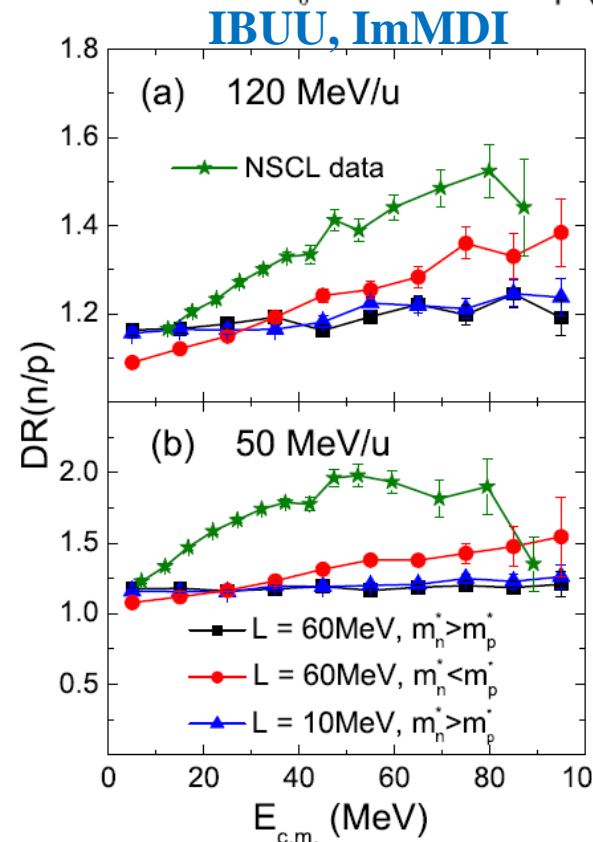 IBUU, ImMDI
1.8
(a) 120 MeV/u
1.6
NSCL data
1.4
1.2
DR(n/p)
(b) 50 MeV/u
2.0
1.5
1.0
L = 60MeV, m*n>m*p
L = 60MeV, m*n<m*p
0.5
L = 10MeV, m*n>m*p
0 20 40 60 80 10
E c.m. (MeV)